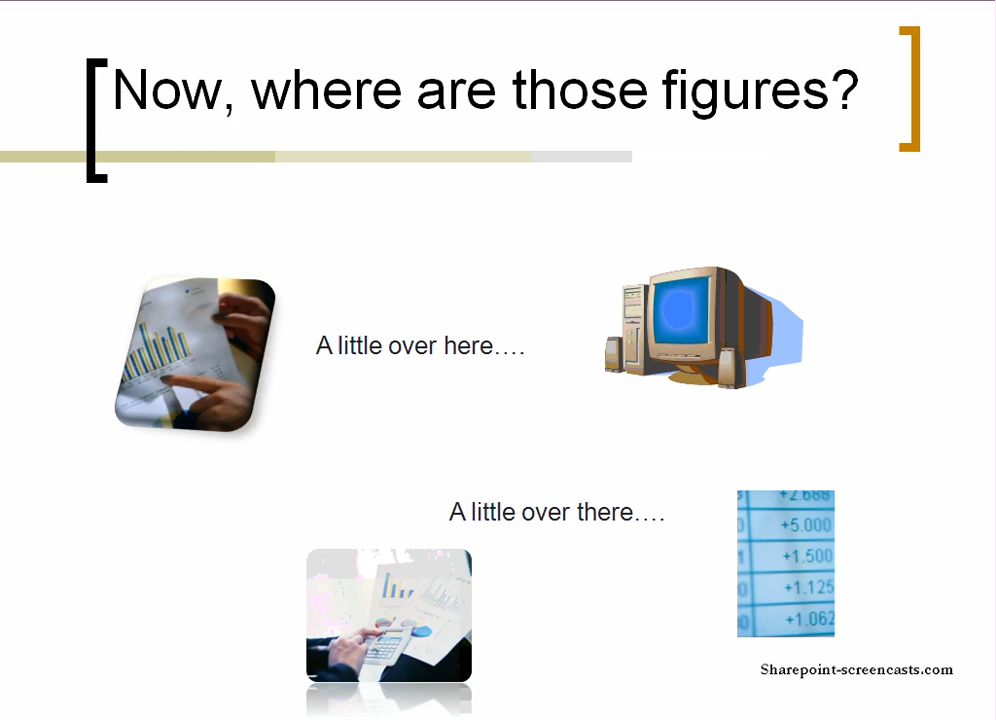 Now, where are those figures?
A little over here....
A little over there....
+2.688
+5.000
+1.500
+1.125
+1.062
Sharepoint-screencasts.com